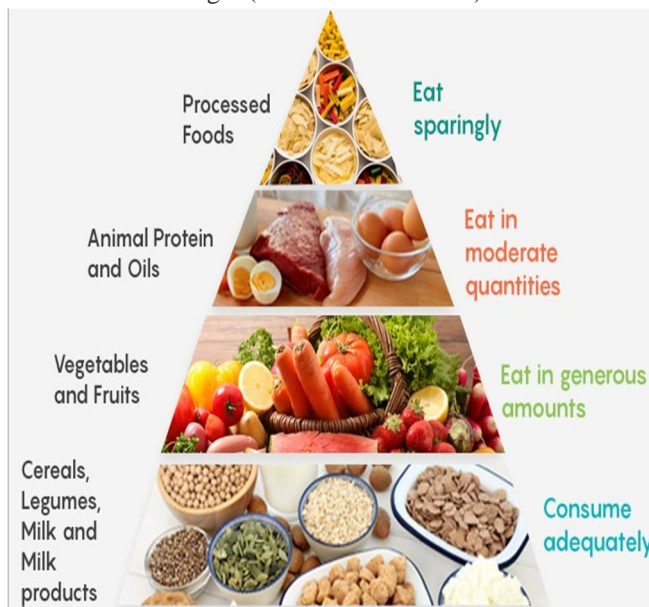 Processed
Foods
Eat
sparingly
Animal Protein
and Oils
Eat in
moderate
quantities
Vegetables
and Fruits
Eat in generous
amounts
Cereals,
Legumes,
Milk and
Milk
products
Consume
adequately